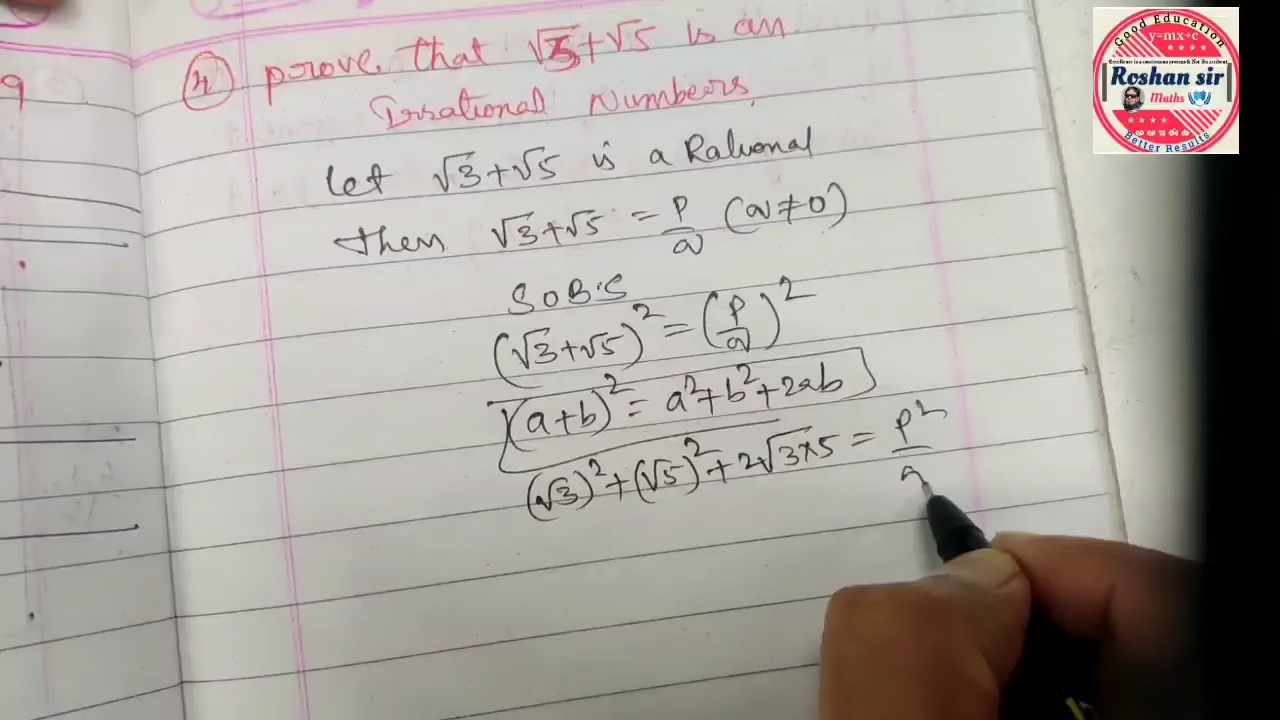 9
4 prove that √3+√5 is an
Irrational Numbers
Let √3+√5 is a Rational
then √3+√5 = p/q (q≠0)
S.O.B.S
(√3+√5)² = (p/q)²
(a+b)² = a²+b²+2ab
(√3)²+(√5)²+2√3×5 = p²/
Good Education
y=mx+c
Roshan sir
Maths
Better Results